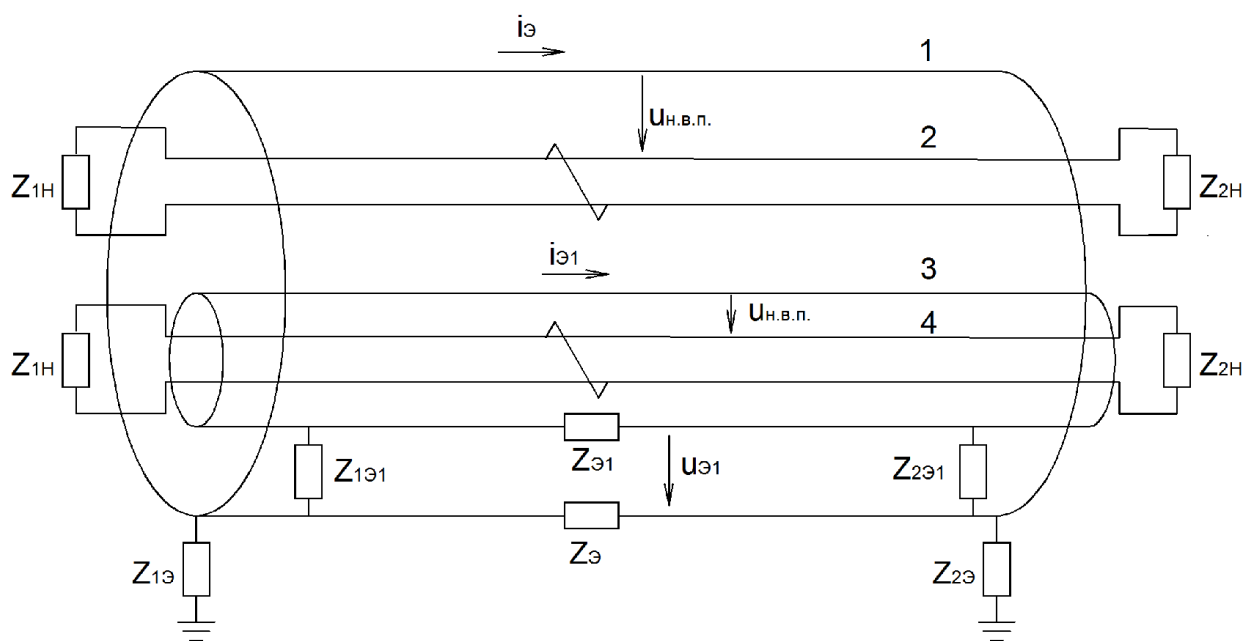 iэ
1
uн.в.п.
2
Z1Н
Z2Н
iэ1
3
uн.в.п.
4
Z1Н
Z2Н
Zэ1
Z1э1
uэ1
Z2э1
Zэ
Z1э
Z2э